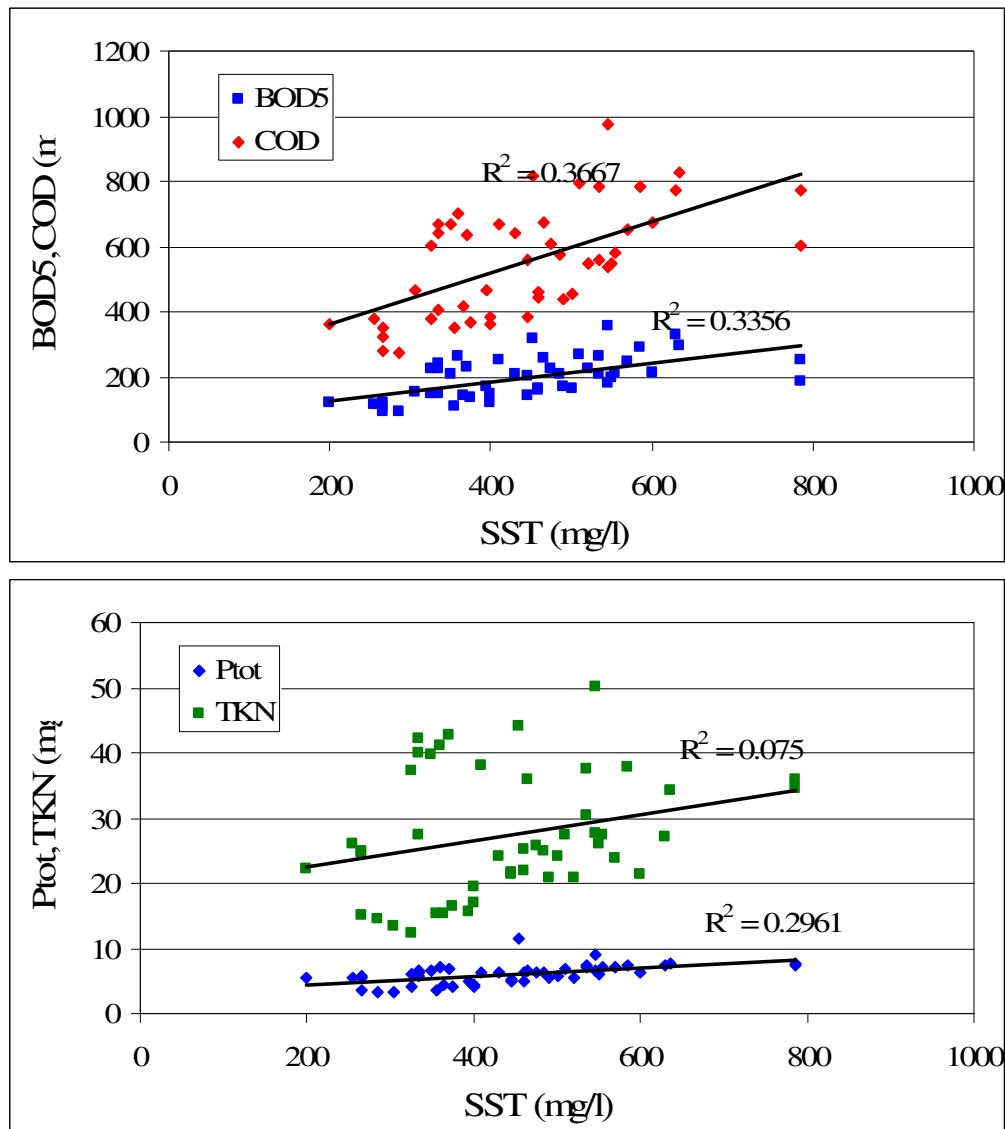 1200
1000
800
600
400
200
0
BOD5
COD
R² = 0.3667
R² = 0.3356
BOD5, COD (m
0
200
400
600
800
1000
SST (mg/l)
60
50
40
30
20
10
0
Ptot
TKN
R² = 0.075
R² = 0.2961
Ptot, TKN (mg
0
200
400
600
800
1000
SST (mg/l)